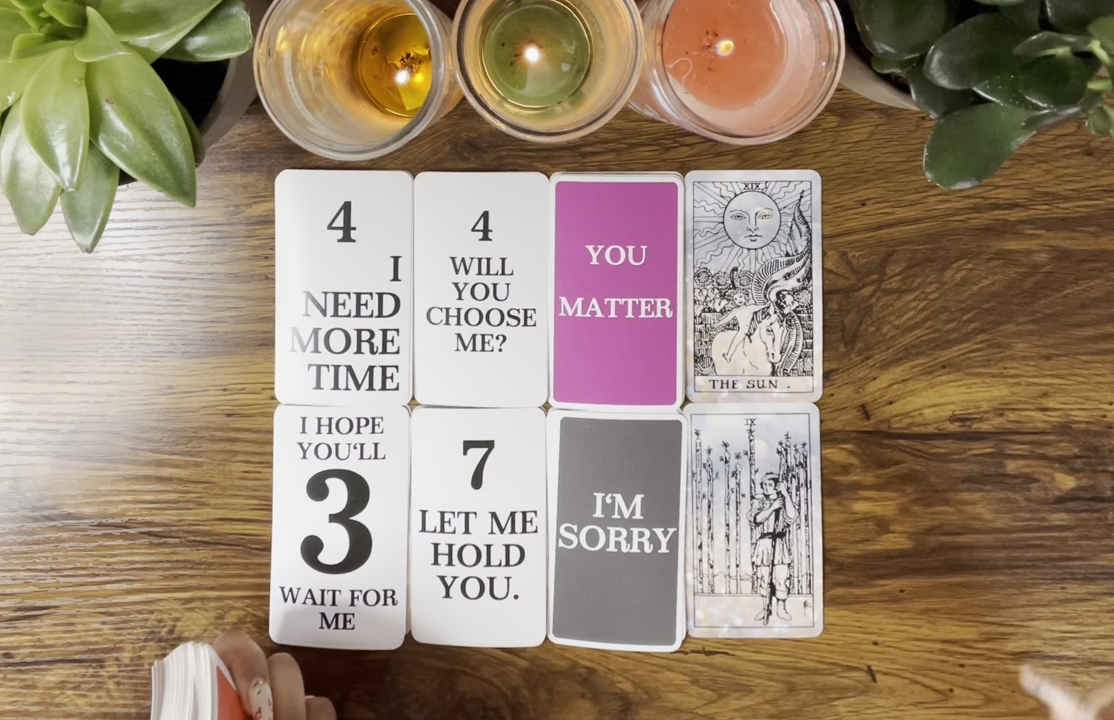 4
I
NEED
MORE
TIME
4
WILL
YOU
CHOOSE
ME?
YOU
MATTER
XIX
THE SUN.
I HOPE
YOU'LL
3
WAIT FOR
ME
7
LET ME
HOLD
YOU.
I'M
SORRY
IX